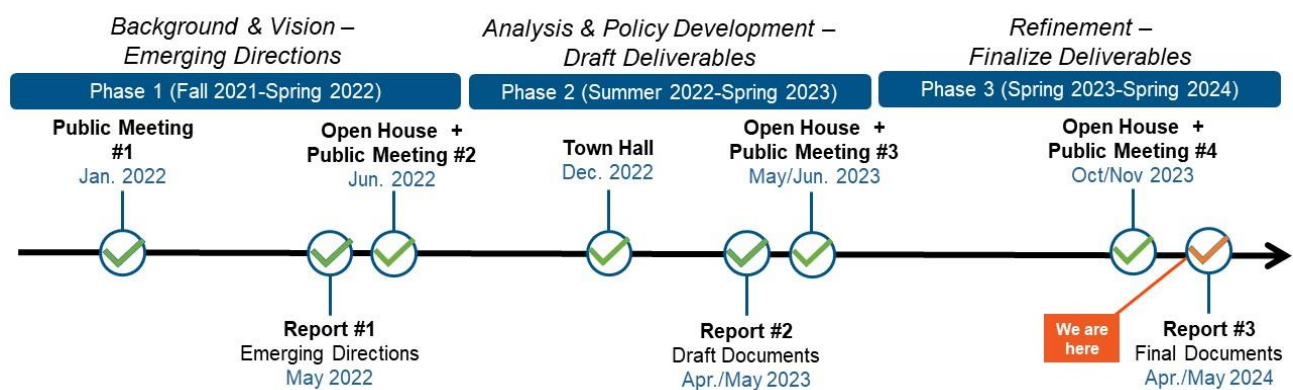 Background & Vision –
Emerging Directions
Analysis & Policy Development –
Draft Deliverables
Refinement –
Finalize Deliverables
Phase 1 (Fall 2021-Spring 2022)
Phase 2 (Summer 2022-Spring 2023)
Phase 3 (Spring 2023-Spring 2024)
Public Meeting
#1
Jan. 2022
Open House +
Public Meeting #2
Jun. 2022
Town Hall
Dec. 2022
Open House +
Public Meeting #3
May/Jun. 2023
Open House +
Public Meeting #4
Oct/Nov 2023
Report #1
Emerging Directions
May 2022
Report #2
Draft Documents
Apr./May 2023
We are
here
Report #3
Final Documents
Apr./May 2024